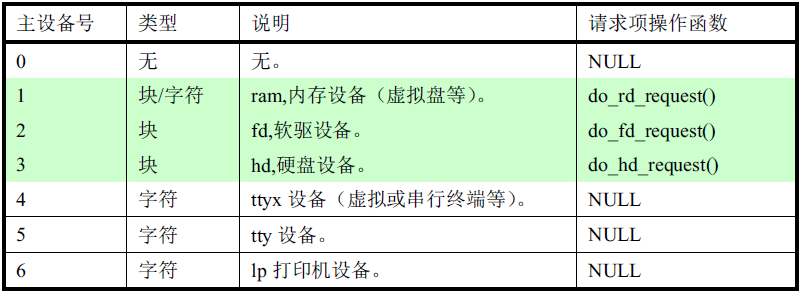 主设备号 类型 说明 请求项操作函数
0 无 无。 NULL
1 块/字符 ram,内存设备（虚拟盘等）。 do_rd_request()
2 块 fd,软驱设备。 do_fd_request()
3 块 hd,硬盘设备。 do_hd_request()
4 字符 ttyx 设备（虚拟或串行终端等）。 NULL
5 字符 tty 设备。 NULL
6 字符 lp 打印机设备。 NULL